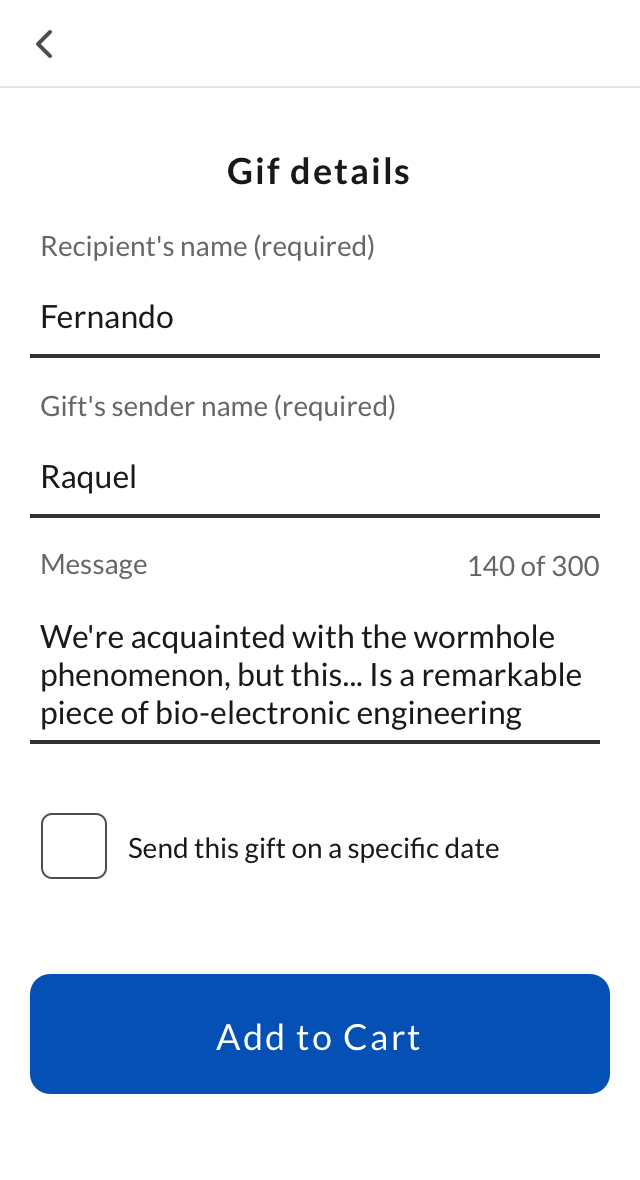 Gif details
Recipient's name (required)
Fernando
Gift's sender name (required)
Raquel
Message 140 of 300
We're acquainted with the wormhole
phenomenon, but this... Is a remarkable
piece of bio-electronic engineering
Send this gift on a specific date
Add to Cart